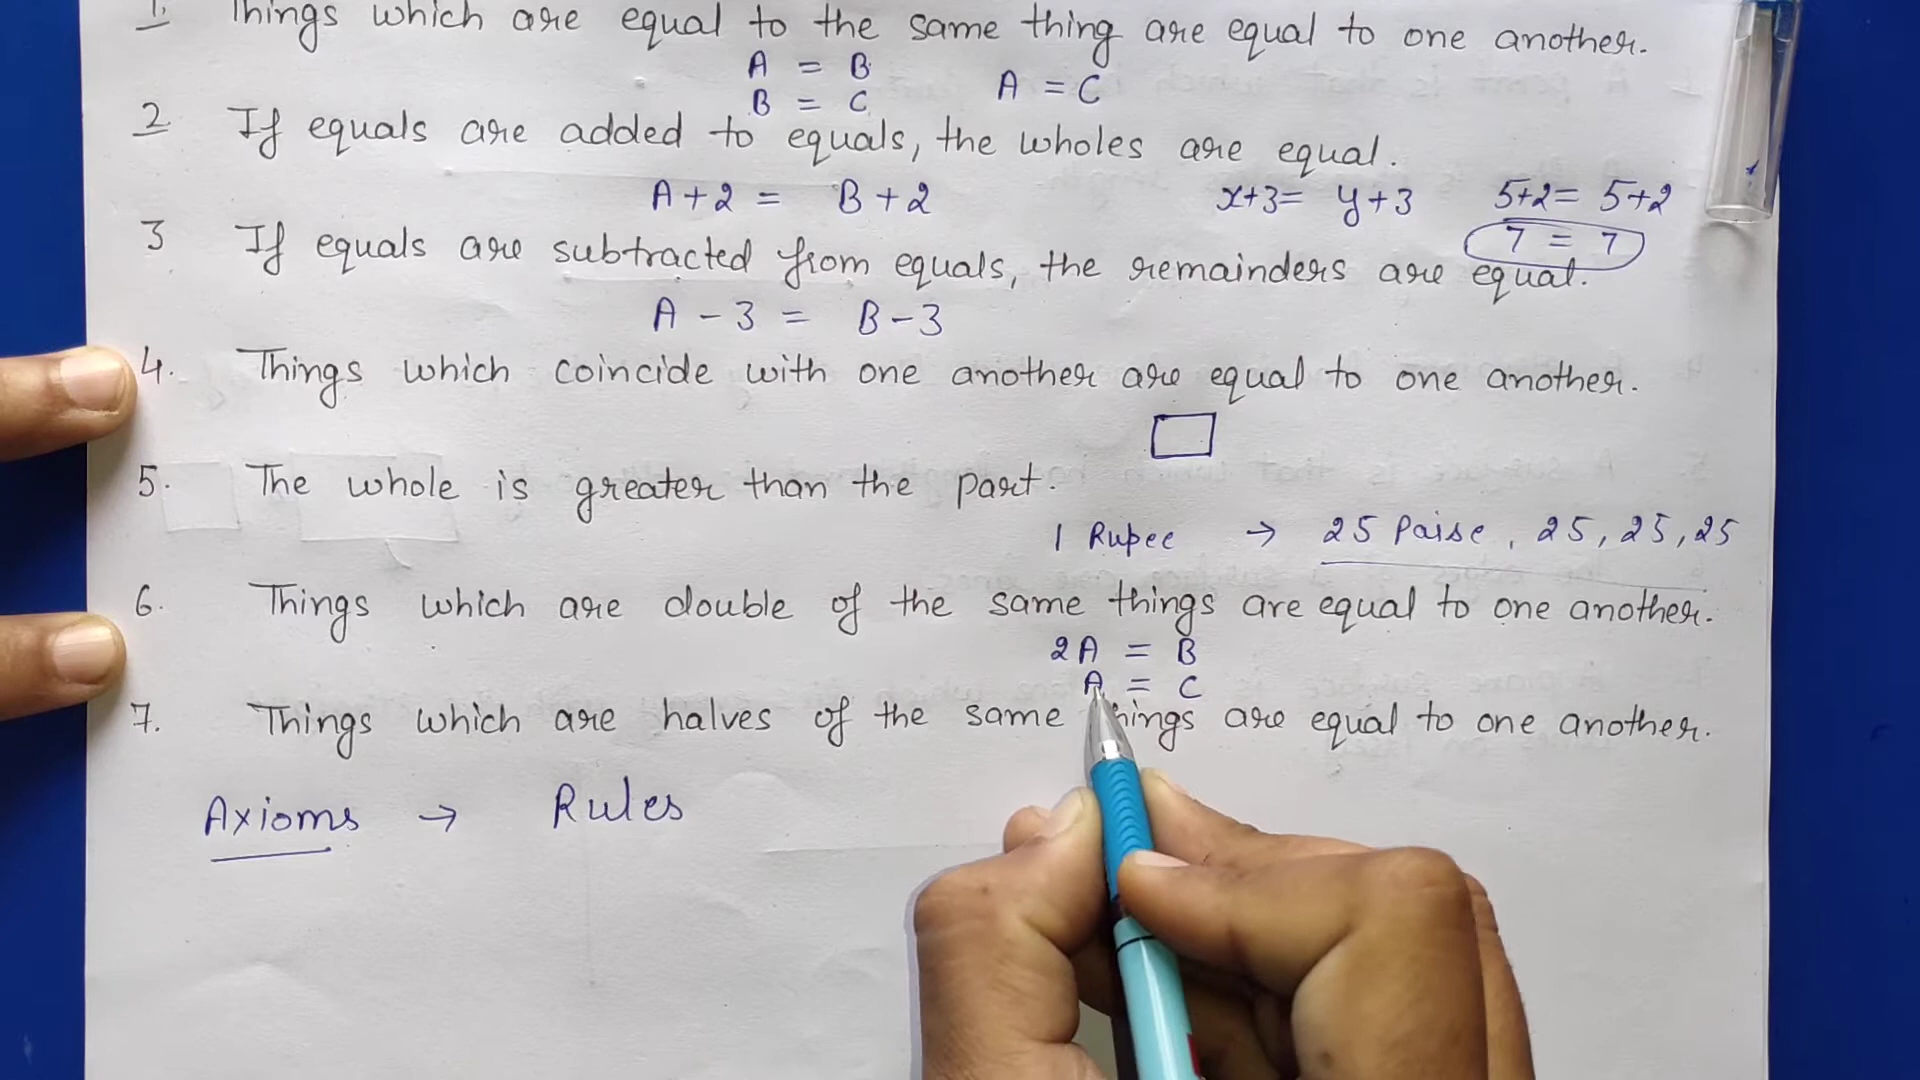 1. Things which are equal to the same thing are equal to one another.
A = B
B = C A = C
2 If equals are added to equals, the wholes are equal.
A+2 = B+2 x+3= y+3 5+2= 5+2
7 = 7
3 If equals are subtracted from equals, the remainders are equal.
A - 3 = B-3
4. Things which coincide with one another are equal to one another.
5. The whole is greater than the part.
1 Rupee → 25 Paise, 25, 25, 25
6. Things which are double of the same things are equal to one another.
2A = B
A = C
7. Things which are halves of the same things are equal to one another.
Axioms → Rules